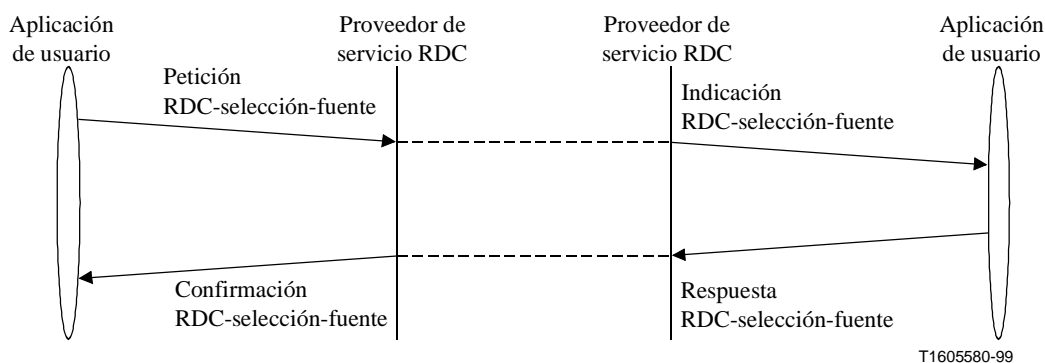 Aplicación
de usuario
Proveedor de
servicio RDC
Proveedor de
servicio RDC
Aplicación
de usuario
Petición
RDC-selección-fuente
Indicación
RDC-selección-fuente
Confirmación
RDC-selección-fuente
Respuesta
RDC-selección-fuente
T1605580-99